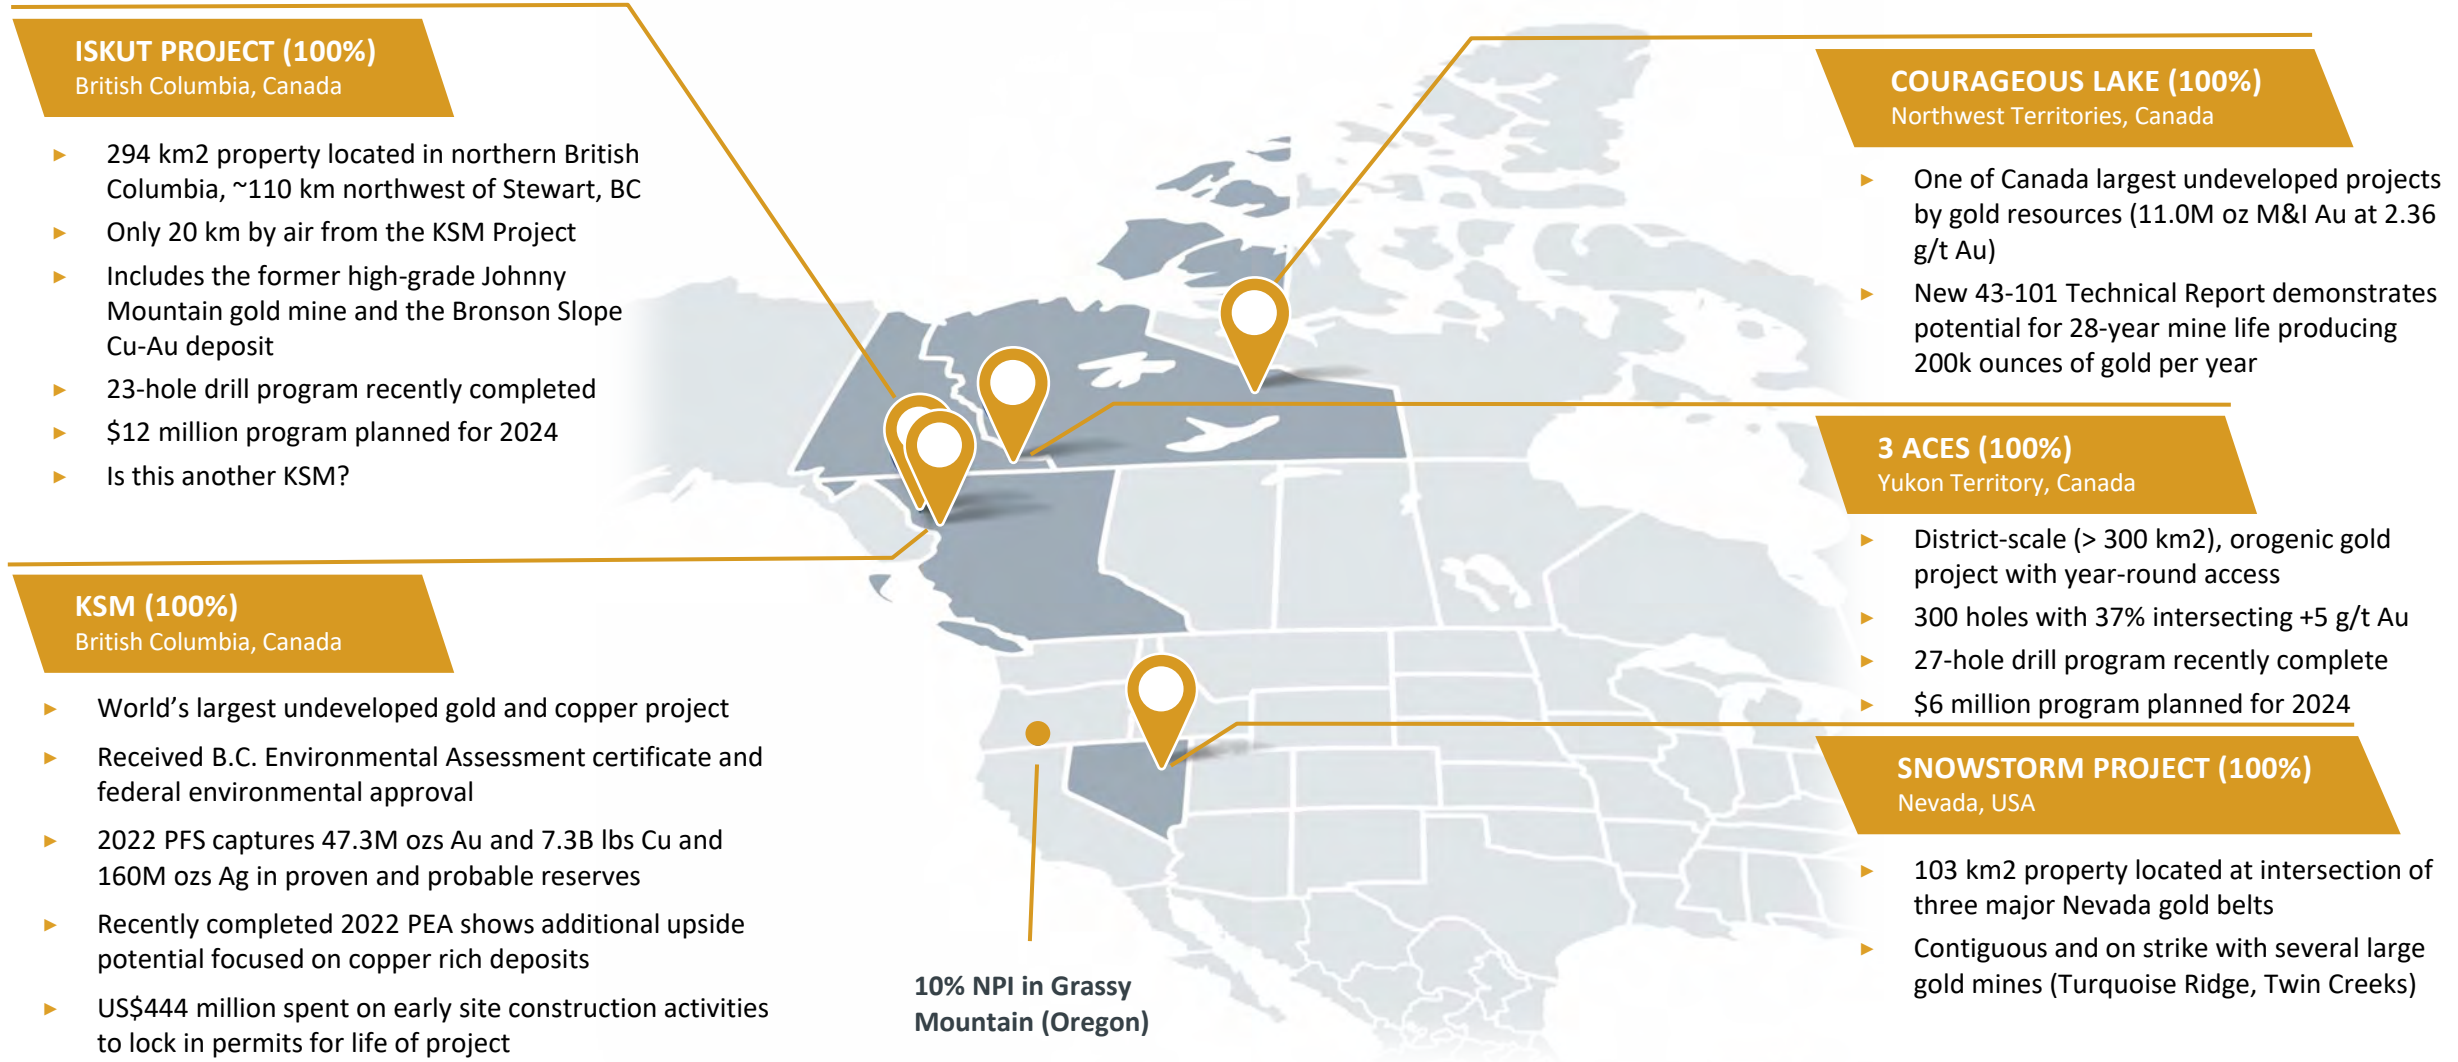 ISKUT PROJECT (100%)
British Columbia, Canada
► 294 km2 property located in northern British
Columbia, ~110 km northwest of Stewart, BC
► Only 20 km by air from the KSM Project
► Includes the former high-grade Johnny
Mountain gold mine and the Bronson Slope
Cu-Au deposit
► 23-hole drill program recently completed
► $12 million program planned for 2024
► Is this another KSM?
KSM (100%)
British Columbia, Canada
► World's largest undeveloped gold and copper project
► Received B.C. Environmental Assessment certificate and
federal environmental approval
► 2022 PFS captures 47.3M ozs Au and 7.3B lbs Cu and
160M ozs Ag in proven and probable reserves
► Recently completed 2022 PEA shows additional upside
potential focused on copper rich deposits
► US$444 million spent on early site construction activities
to lock in permits for life of project
10% NPI in Grassy
Mountain (Oregon)
COURAGEOUS LAKE (100%)
Northwest Territories, Canada
► One of Canada largest undeveloped projects
by gold resources (11.0M oz M&I Au at 2.36
g/t Au)
► New 43-101 Technical Report demonstrates
potential for 28-year mine life producing
200k ounces of gold per year
3 ACES (100%)
Yukon Territory, Canada
► District-scale (> 300 km2), orogenic gold
project with year-round access
► 300 holes with 37% intersecting +5 g/t Au
► 27-hole drill program recently complete
► $6 million program planned for 2024
SNOWSTORM PROJECT (100%)
Nevada, USA
► 103 km2 property located at intersection of
three major Nevada gold belts
► Contiguous and on strike with several large
gold mines (Turquoise Ridge, Twin Creeks)